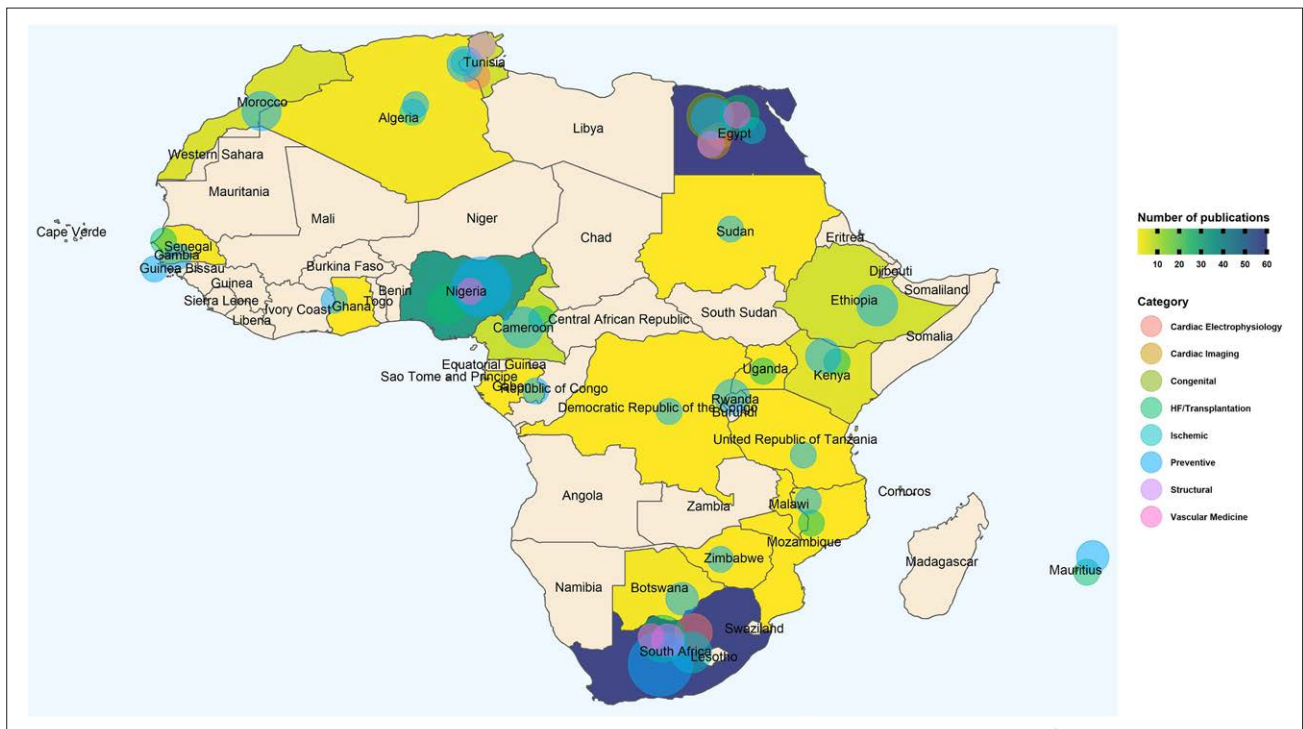 Tunisia
Morocco
Algeria
Libya
Egypt
Western Sahara
Mauritania
Mali
Niger
Chad
Sudan
Eritrea
Cape Verde
Senegal
Gambia
Guinea Bissau
Guinea
Sierra Leone
Liberia
Burkina Faso
Ivory Coast
Ghana
Togo
Benin
Nigeria
Cameroon
Central African Republic
South Sudan
Ethiopia
Djibouti
Somaliland
Somalia
Equatorial Guinea
Sao Tome and Principe
Gabon
Republic of Congo
Democratic Republic of the Congo
Uganda
Kenya
Rwanda
Burundi
United Republic of Tanzania
Comoros
Angola
Zambia
Malawi
Mozambique
Madagascar
Mauritius
Zimbabwe
Namibia
Botswana
Swaziland
South Africa
Lesotho
Number of publications
10 20 30 40 50 60
Category
Cardiac Electrophysiology
Cardiac Imaging
Congenital
HF/Transplantation
Ischemic
Preventive
Structural
Vascular Medicine